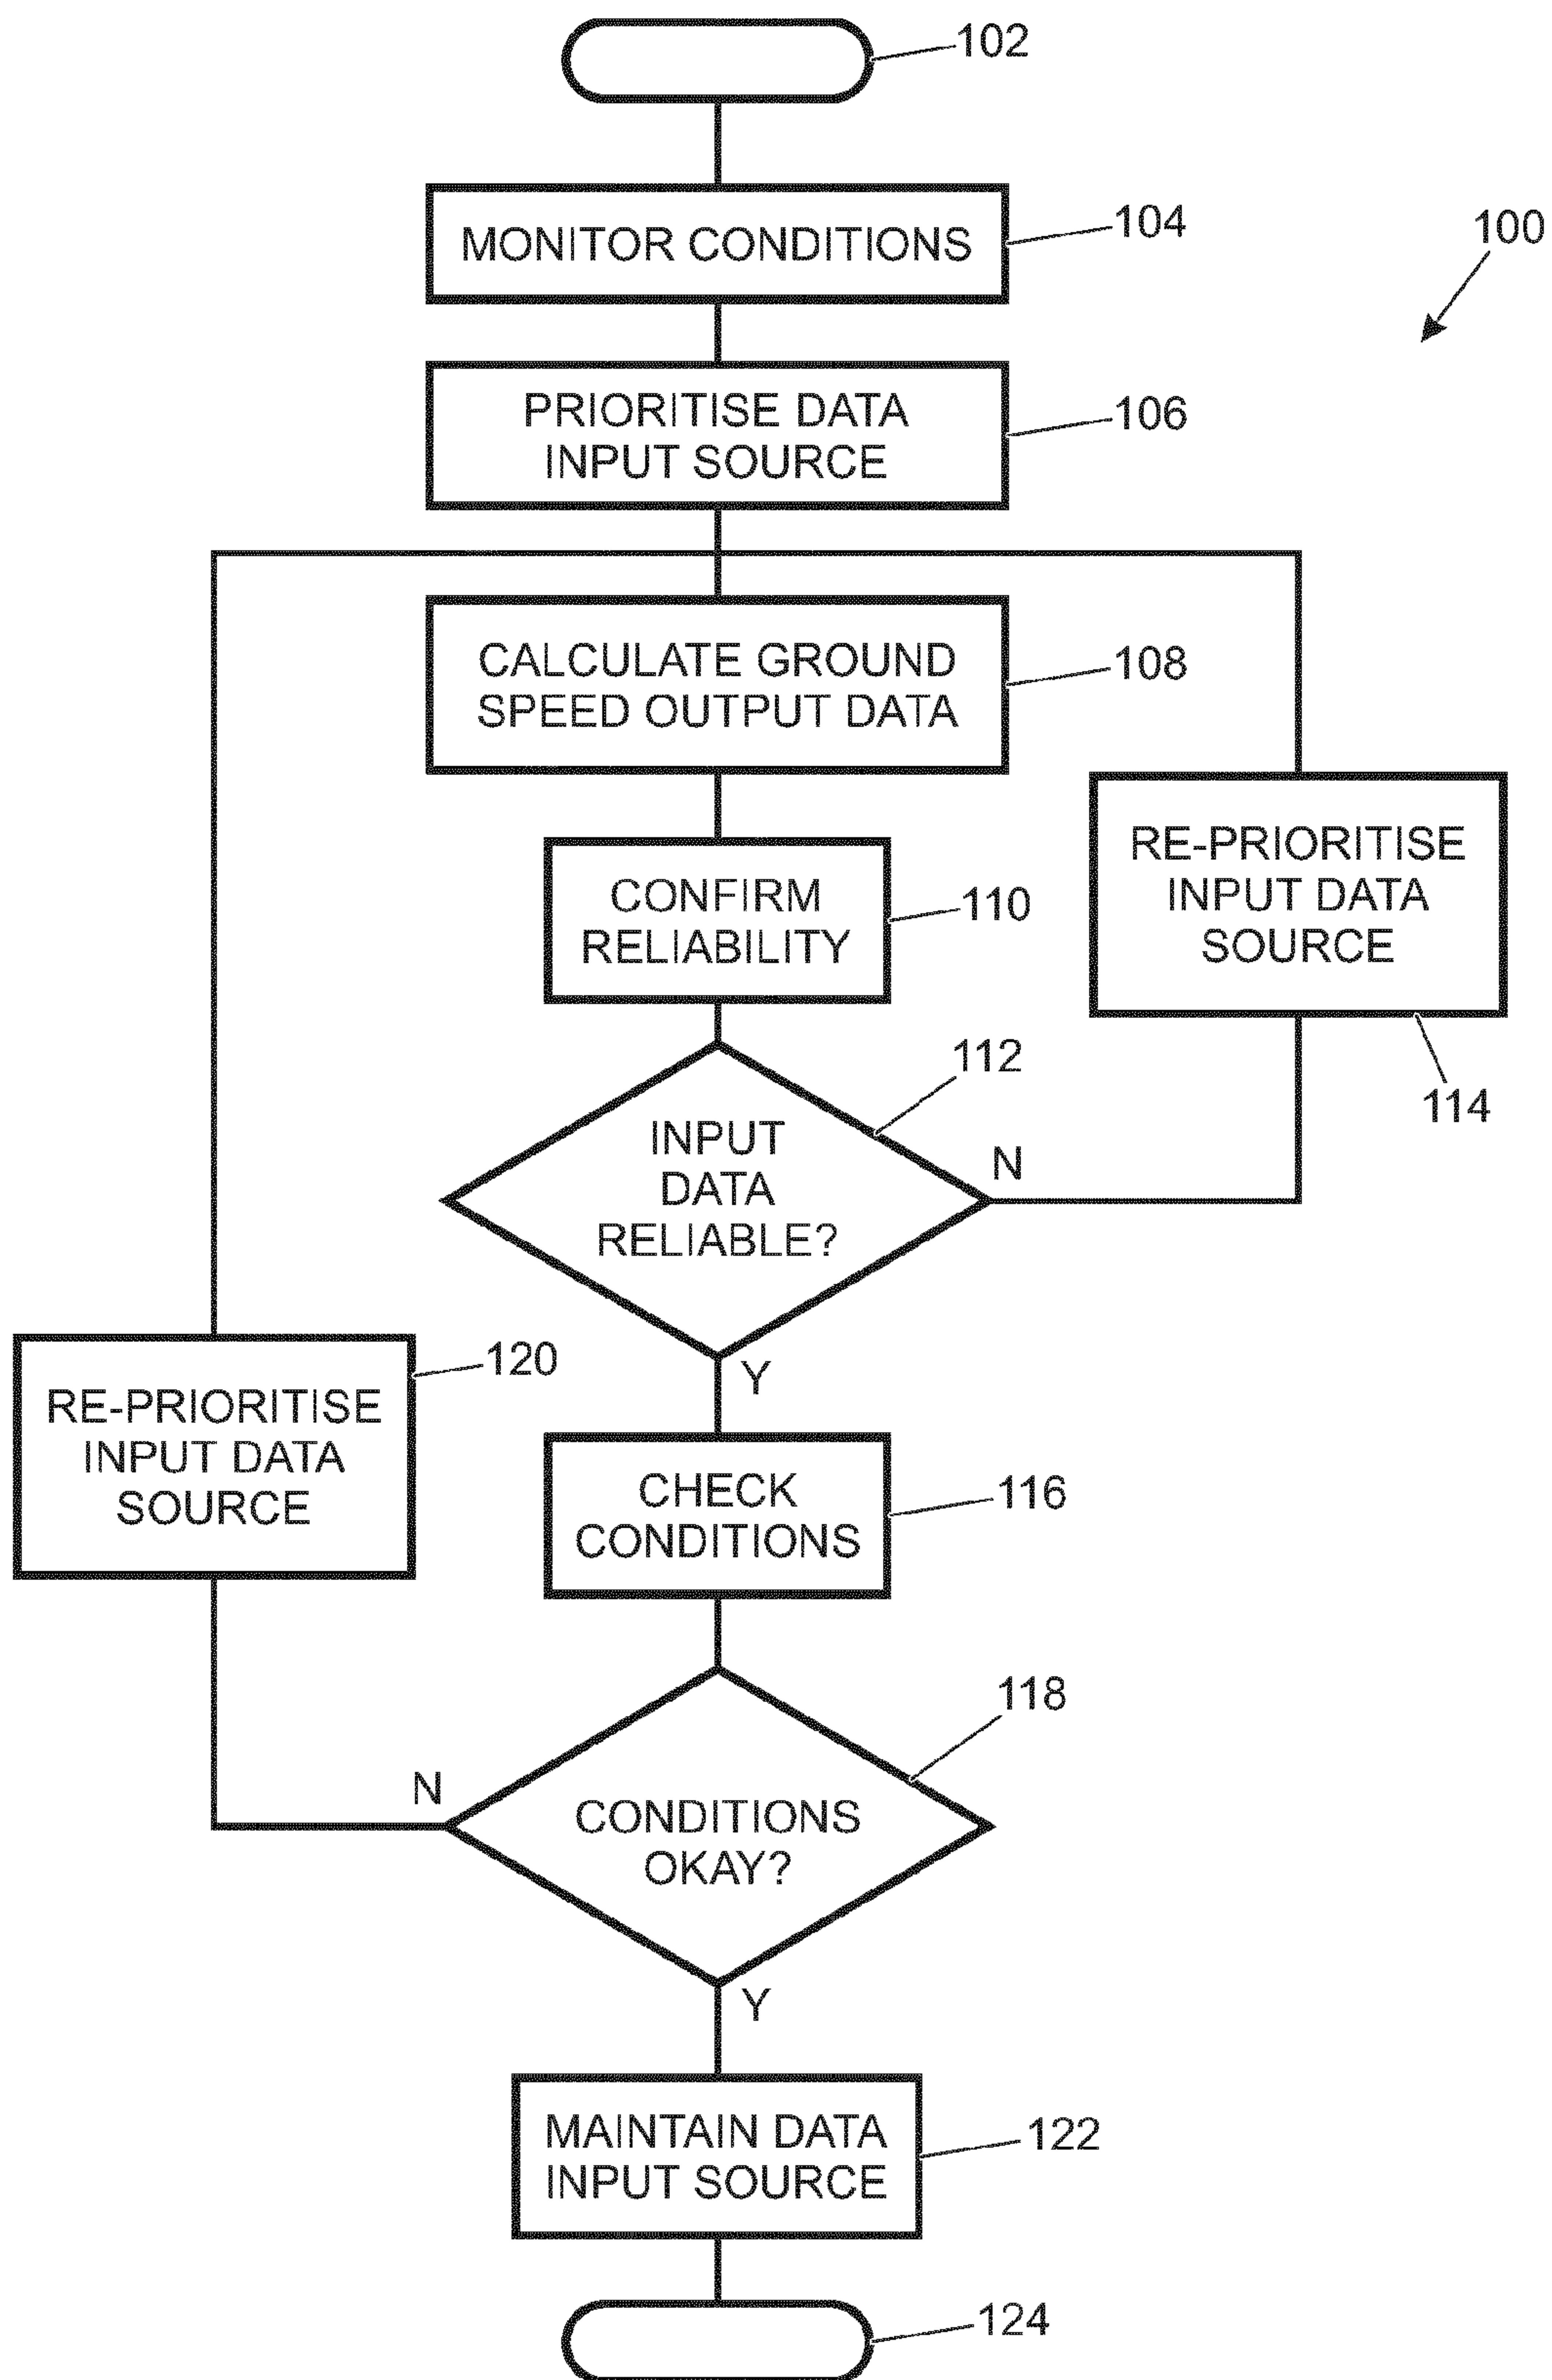 102
MONITOR CONDITIONS
104
100
PRIORITISE DATA
INPUT SOURCE
106
CALCULATE GROUND
SPEED OUTPUT DATA
108
CONFIRM
RELIABILITY
110
RE-PRIORITISE
INPUT DATA
SOURCE
114
112
INPUT
DATA
RELIABLE?
N
Y
120
RE-PRIORITISE
INPUT DATA
SOURCE
CHECK
CONDITIONS
116
118
N
CONDITIONS
OKAY?
Y
MAINTAIN DATA
INPUT SOURCE
122
124